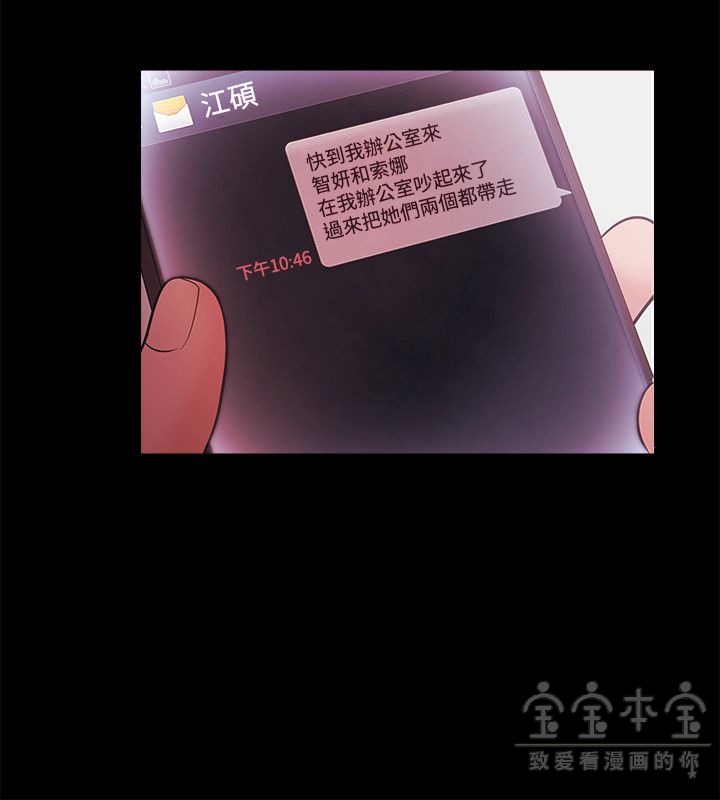 江碩
快到我辦公室來
智妍和索娜
在我辦公室吵起來了
過來把她們兩個都帶走
下午10:46
宝宝本宝
致爱看漫画的你